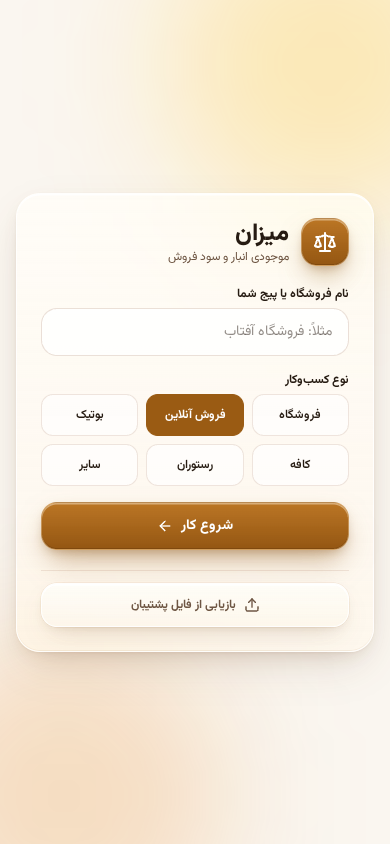 میزان
موجودی انبار و سود فروش
نام فروشگاه یا پیج شما
مثلاً: فروشگاه آفتاب
نوع کسب‌وکار
فروشگاه
فروش آنلاین
بوتیک
کافه
رستوران
سایر
شروع کار
بازیابی از فایل پشتیبان